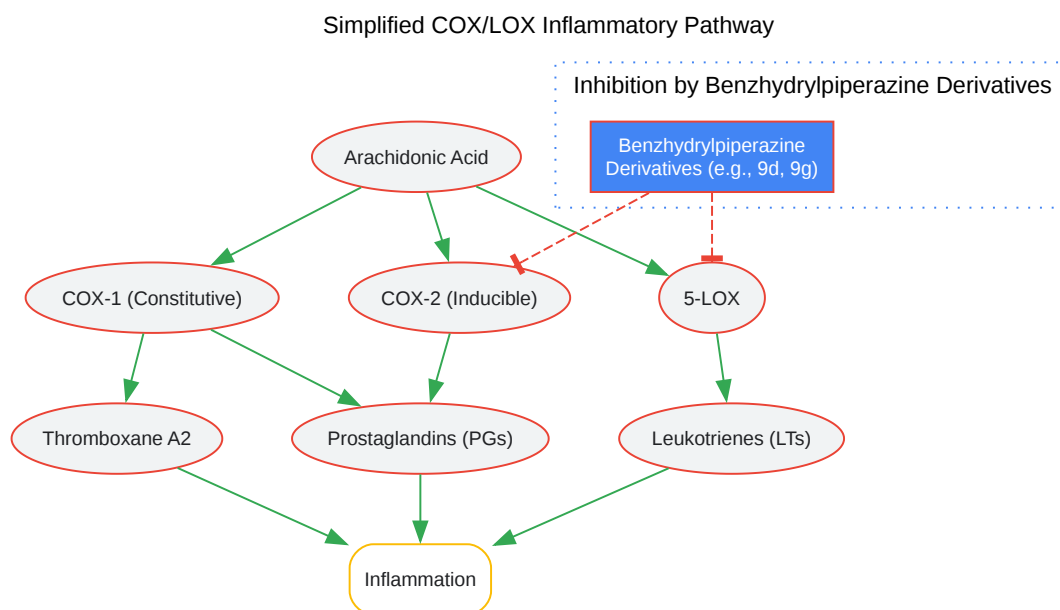 Simplified COX/LOX Inflammatory Pathway
Inhibition by Benzhydrylpiperazine Derivatives
Benzhydrylpiperazine
Derivatives (e.g., 9d, 9g)
Arachidonic Acid
COX-1 (Constitutive)
COX-2 (Inducible)
5-LOX
Thromboxane A2
Prostaglandins (PGs)
Leukotrienes (LTs)
Inflammation